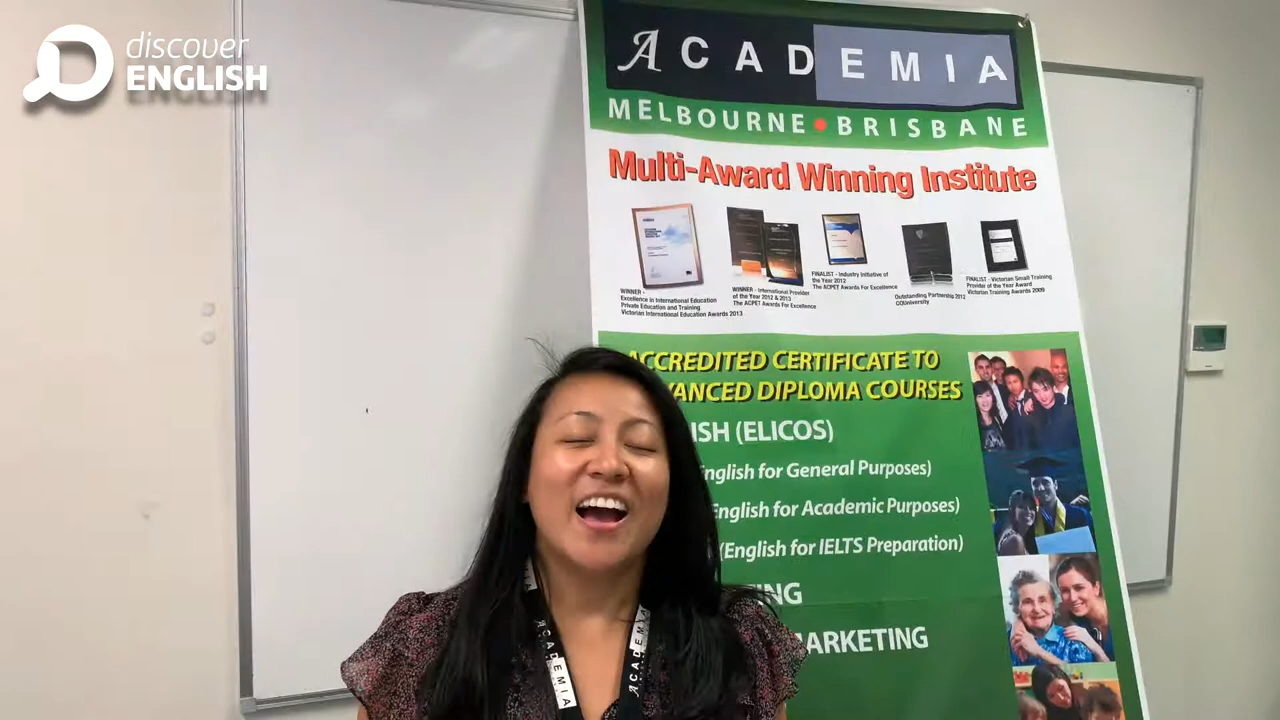 discover
ENGLISH
ACADEMIA
MELBOURNE • BRISBANE
Multi-Award Winning Institute
WINNER -
Excellence in International Education
Private Education and Training
Victorian International Education Awards 2013
WINNER - International Provider
of the Year 2012 & 2013
The ACPET Awards For Excellence
FINALIST - Industry Initiative of
the Year 2012
The ACPET Awards For Excellence
Outstanding Partnership 2012
CQUniversity
FINALIST - Victorian Small Training
Provider of the Year Award
Victorian Training Awards 2009
ACCREDITED CERTIFICATE TO
VANCED DIPLOMA COURSES
ISH (ELICOS)
English for General Purposes)
English for Academic Purposes)
(English for IELTS Preparation)
ING
MARKETING
ACADEMIA
ACADEMIA